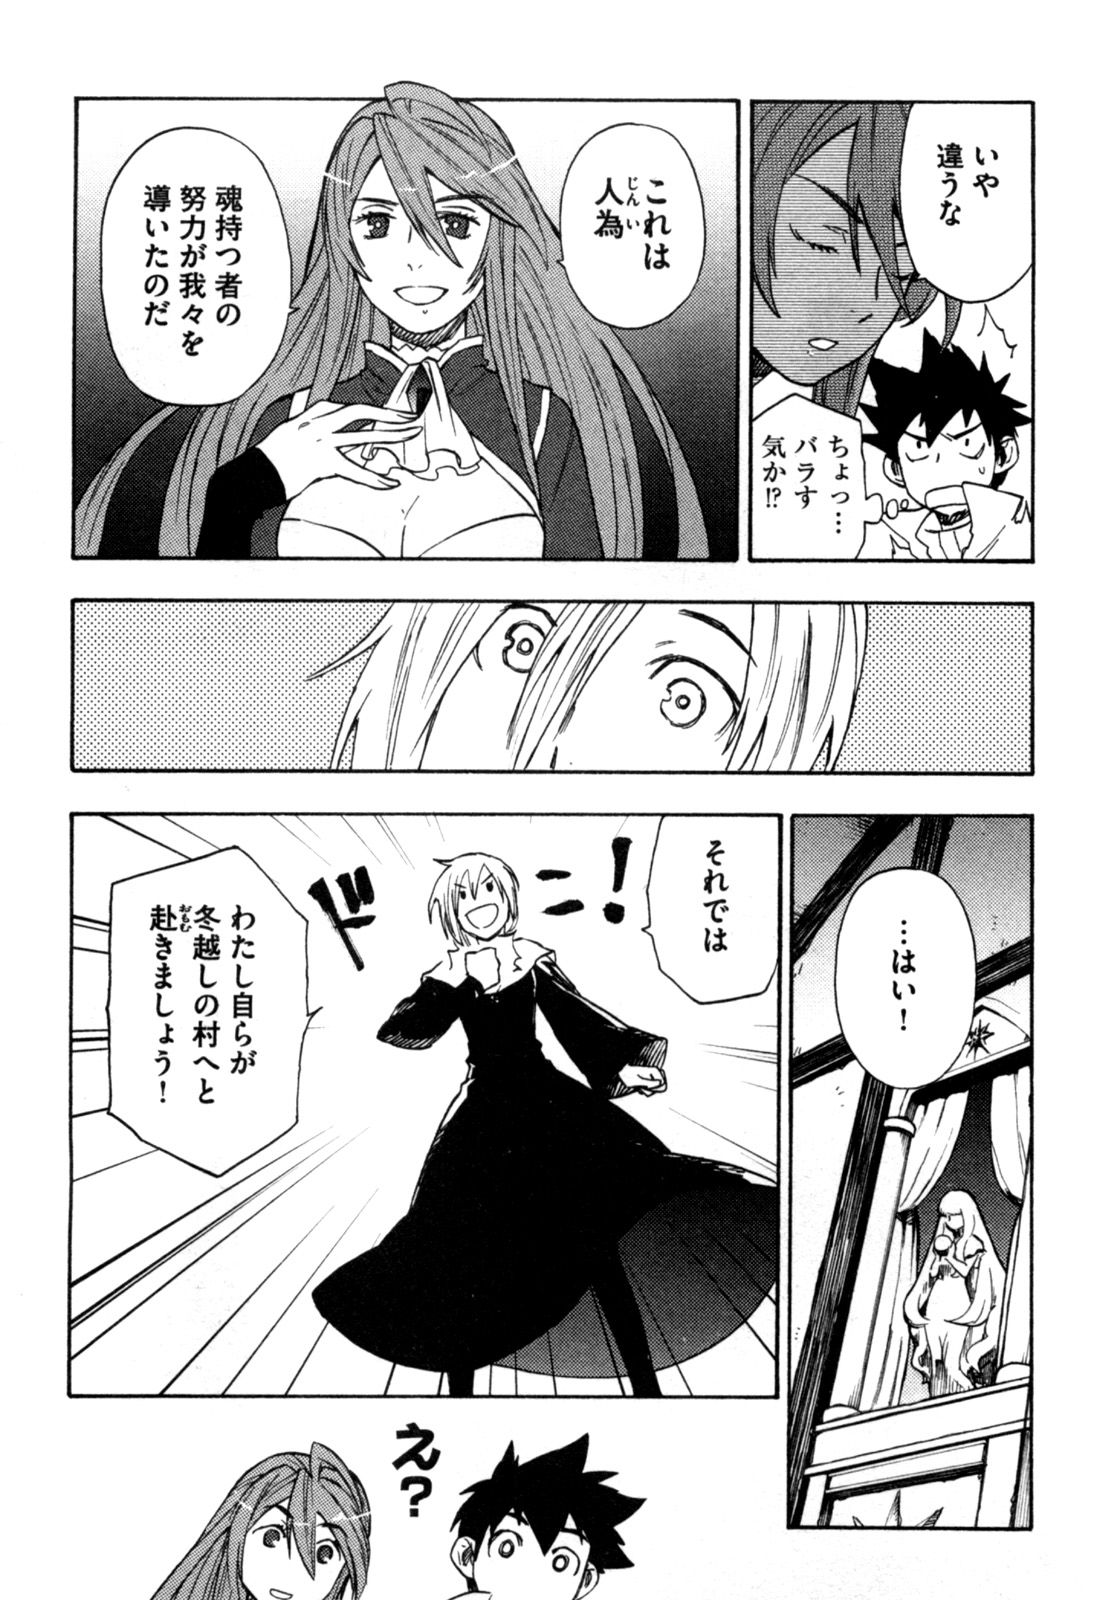 いや
違うな
ちょっ…
バラす
気か!?
これは
人為
じんい
魂持つ者の
努力が我々を
導いたのだ
…はい！
それでは
ドニ！
わたし自らが
冬越しの村へと
赴きましょう！
おもむ
え？